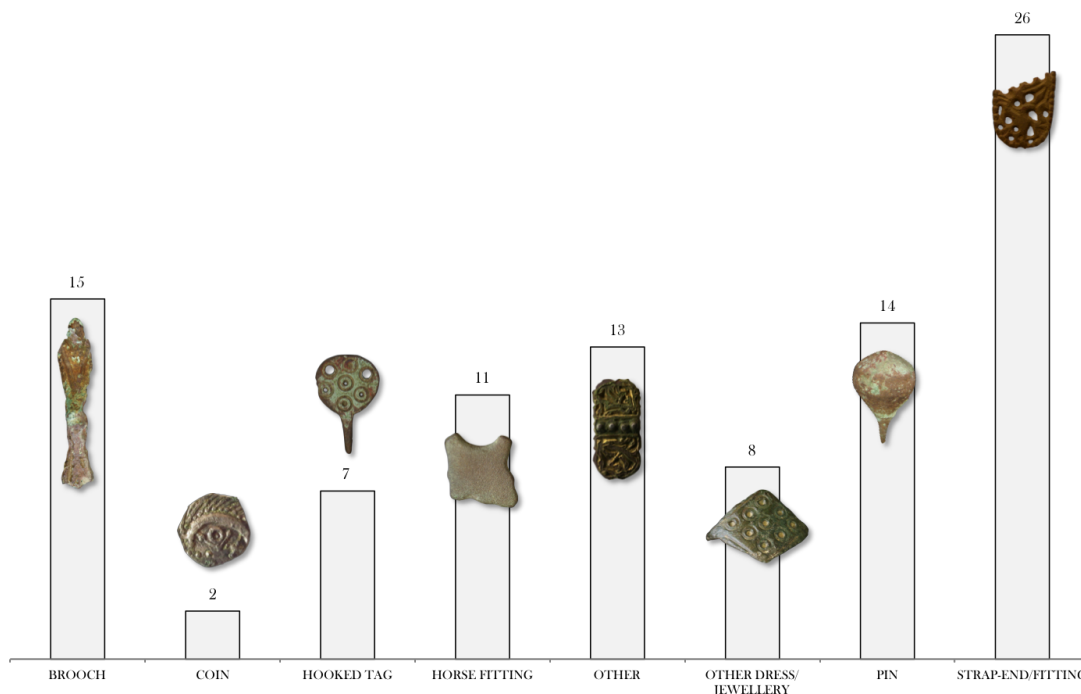 26
15
14
13
11
8
7
2
BROOCH
COIN
HOOKED TAG
HORSE FITTING
OTHER
OTHER DRESS/
JEWELLERY
PIN
STRAP-END/FITTING